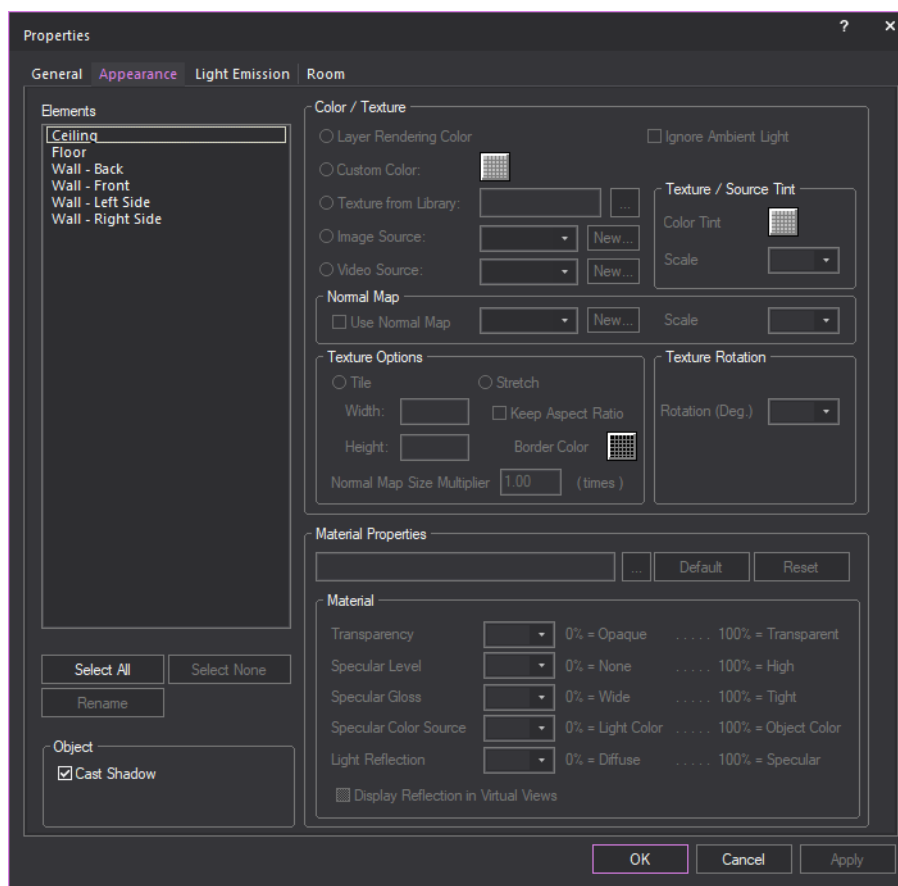 Properties
?
×
General Appearance Light Emission Room
Elements
Ceiling
Floor
Wall - Back
Wall - Front
Wall - Left Side
Wall - Right Side
Select All Select None
Rename
Object
Cast Shadow
Color / Texture
Layer Rendering Color Ignore Ambient Light
Custom Color:
Texture from Library: ...
Image Source: New...
Video Source: New...
Texture / Source Tint
Color Tint
Scale
Normal Map
Use Normal Map New... Scale
Texture Options
Tile Stretch
Width: Keep Aspect Ratio
Height: Border Color
Normal Map Size Multiplier 1.00 (times )
Texture Rotation
Rotation (Deg.)
Material Properties
... Default Reset
Material
Transparency 0% = Opaque ..... 100% = Transparent
Specular Level 0% = None ..... 100% = High
Specular Gloss 0% = Wide ..... 100% = Tight
Specular Color Source 0% = Light Color ..... 100% = Object Color
Light Reflection 0% = Diffuse ..... 100% = Specular
Display Reflection in Virtual Views
OK Cancel Apply